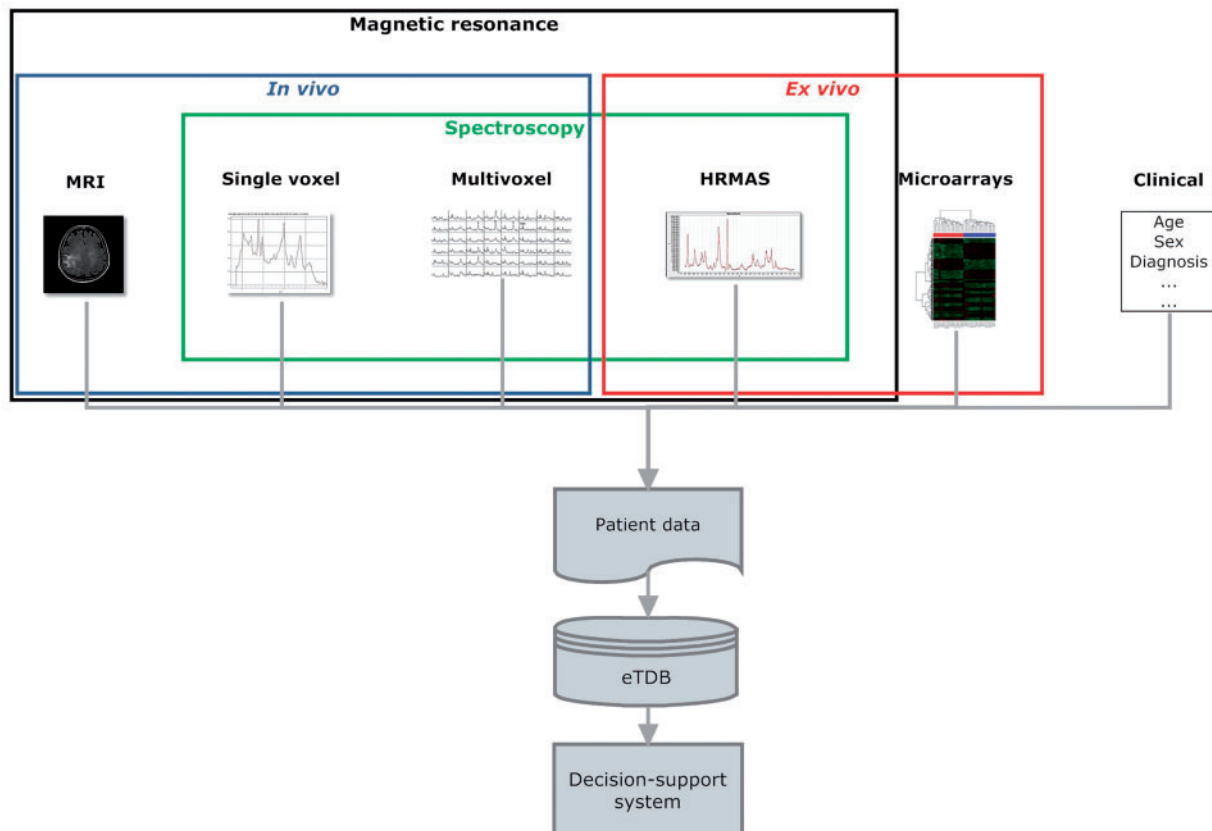 Magnetic resonance
In vivo
Ex vivo
Spectroscopy
MRI
Single voxel
Multivoxel
HRMAS
Microarrays
Clinical
Age
Sex
Diagnosis
...
...
Patient data
eTDB
Decision-support
system